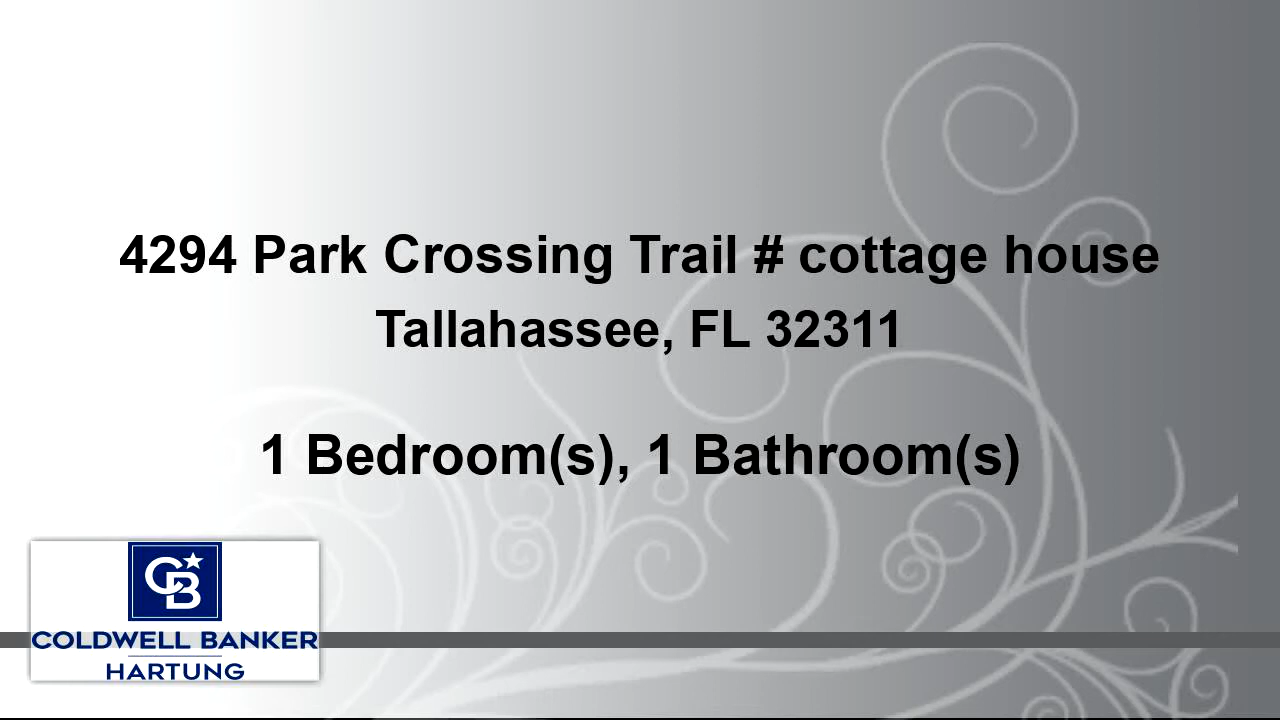 4294 Park Crossing Trail # cottage house
Tallahassee, FL 32311
1 Bedroom(s), 1 Bathroom(s)
CB
COLDWELL BANKER
HARTUNG